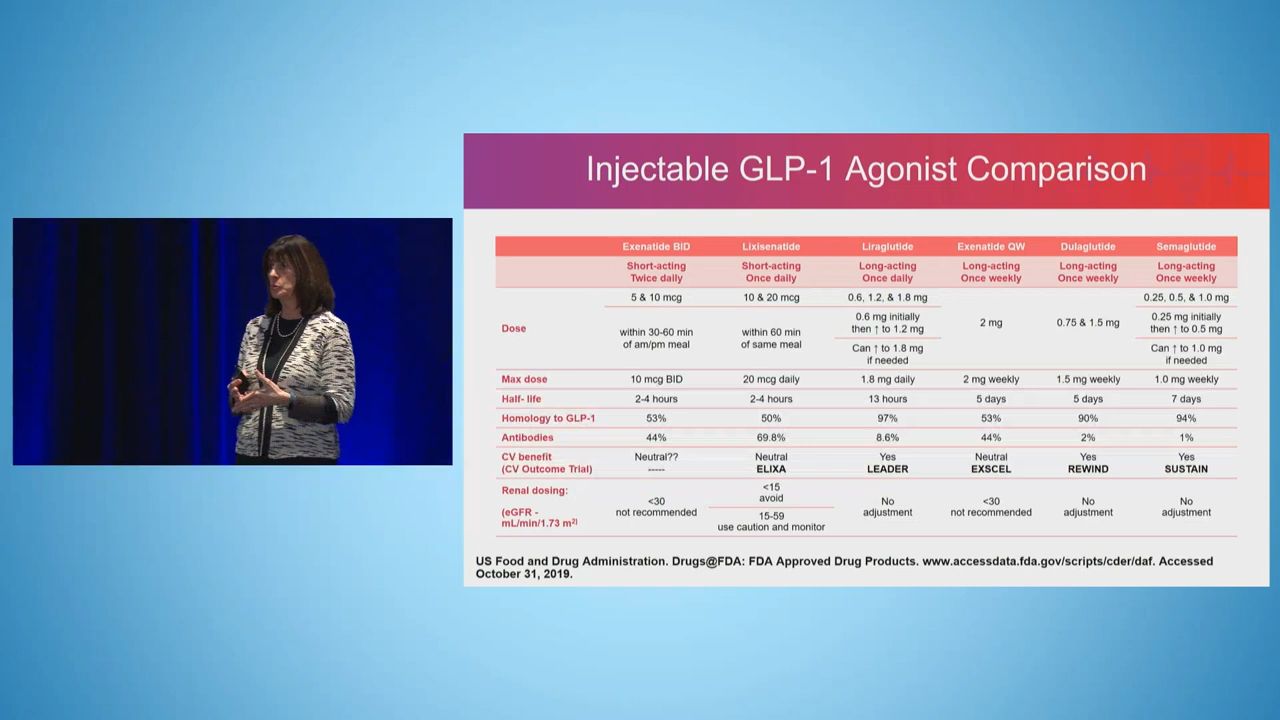 Injectable GLP-1 Agonist Comparison
Exenatide BID Lixisenatide Liraglutide Exenatide QW Dulaglutide Semaglutide
Short-acting Short-acting Long-acting Long-acting Long-acting Long-acting
Twice daily Once daily Once daily Once weekly Once weekly Once weekly
Dose
5 & 10 mcg
within 30-60 min
of am/pm meal
10 & 20 mcg
within 60 min
of same meal
0.6, 1.2, & 1.8 mg
0.6 mg initially
then ↑ to 1.2 mg
Can ↑ to 1.8 mg
if needed
2 mg
0.75 & 1.5 mg
0.25, 0.5, & 1.0 mg
0.25 mg initially
then ↑ to 0.5 mg
Can ↑ to 1.0 mg
if needed
Max dose 10 mcg BID 20 mcg daily 1.8 mg daily 2 mg weekly 1.5 mg weekly 1.0 mg weekly
Half- life 2-4 hours 2-4 hours 13 hours 5 days 5 days 7 days
Homology to GLP-1 53% 50% 97% 53% 90% 94%
Antibodies 44% 69.8% 8.6% 44% 2% 1%
CV benefit Neutral?? Neutral Yes Neutral Yes Yes
(CV Outcome Trial) ----- ELIXA LEADER EXSCEL REWIND SUSTAIN
Renal dosing:
(eGFR -
mL/min/1.73 m²)
<30
not recommended
<15
avoid
15-59
use caution and monitor
No
adjustment
<30
not recommended
No
adjustment
No
adjustment
US Food and Drug Administration. Drugs@FDA: FDA Approved Drug Products. www.accessdata.fda.gov/scripts/cder/daf. Accessed
October 31, 2019.